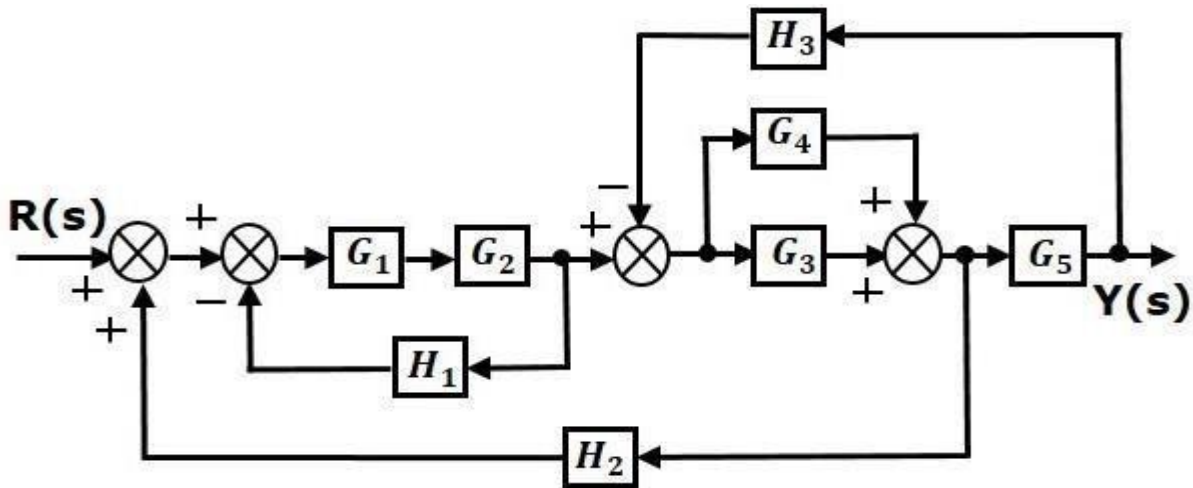 H₃
G₄
−
R(s)
+
+
+
G₁
G₂
G₃
G₅
+
−
+
+
Y(s)
H₁
H₂